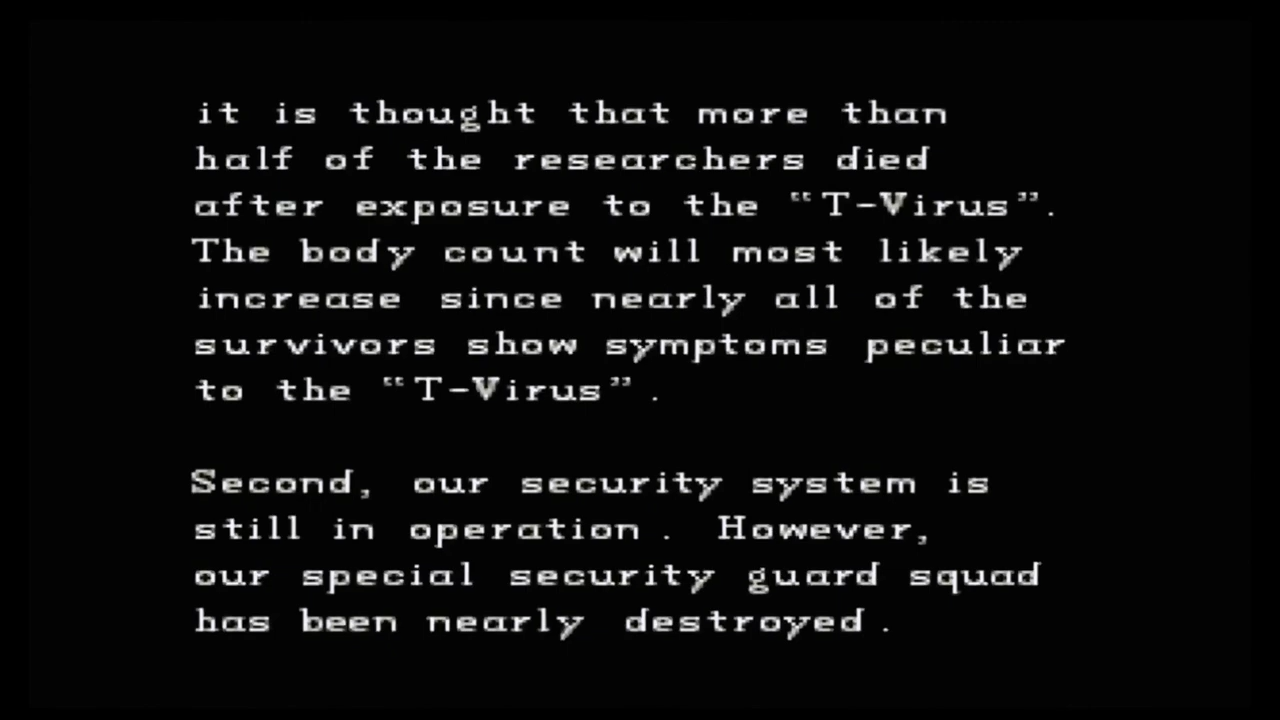 it is thought that more than
half of the researchers died
after exposure to the “T-Virus”.
The body count will most likely
increase since nearly all of the
survivors show symptoms peculiar
to the “T-Virus”.
Second, our security system is
still in operation. However,
our special security guard squad
has been nearly destroyed.